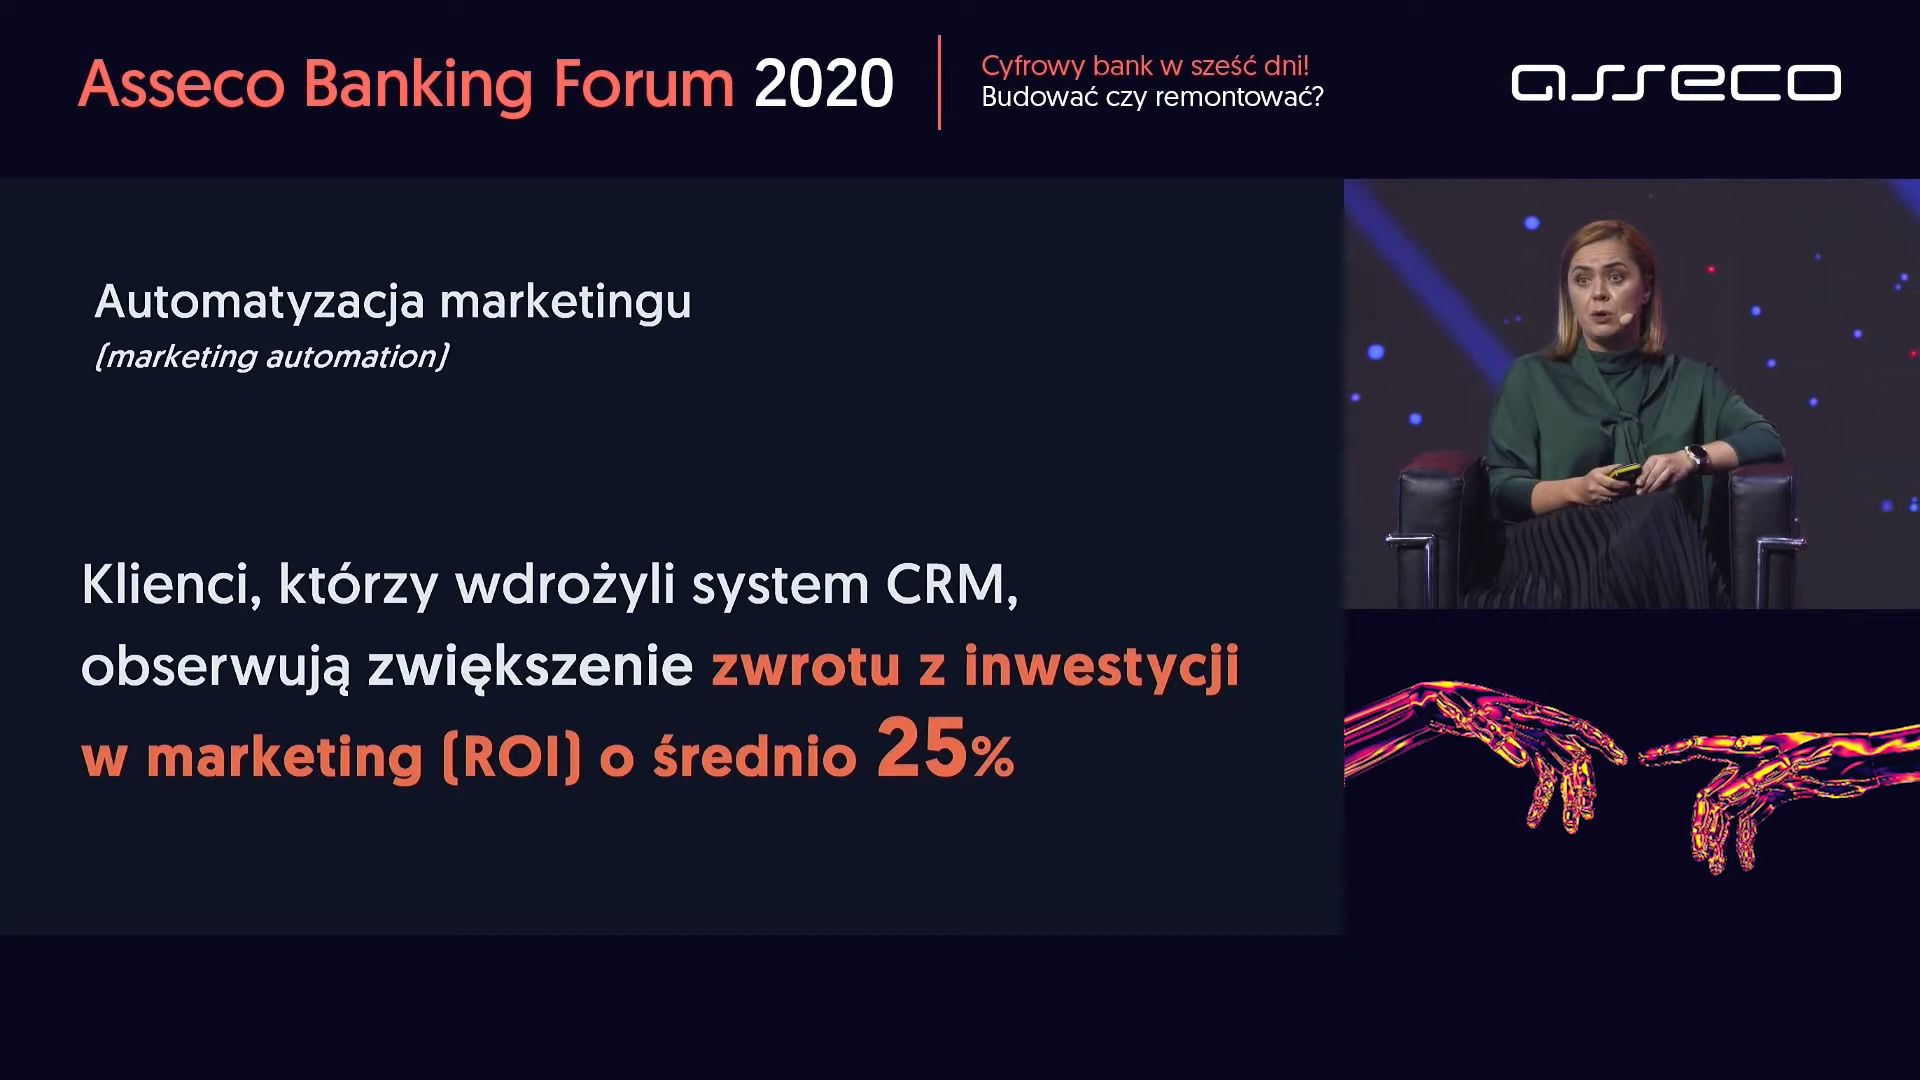 Asseco Banking Forum 2020
Cyfrowy bank w sześć dni!
Budować czy remontować?
asseco
Automatyzacja marketingu
(marketing automation)
Klienci, którzy wdrożyli system CRM,
obserwują zwiększenie zwrotu z inwestycji
w marketing (ROI) o średnio 25%